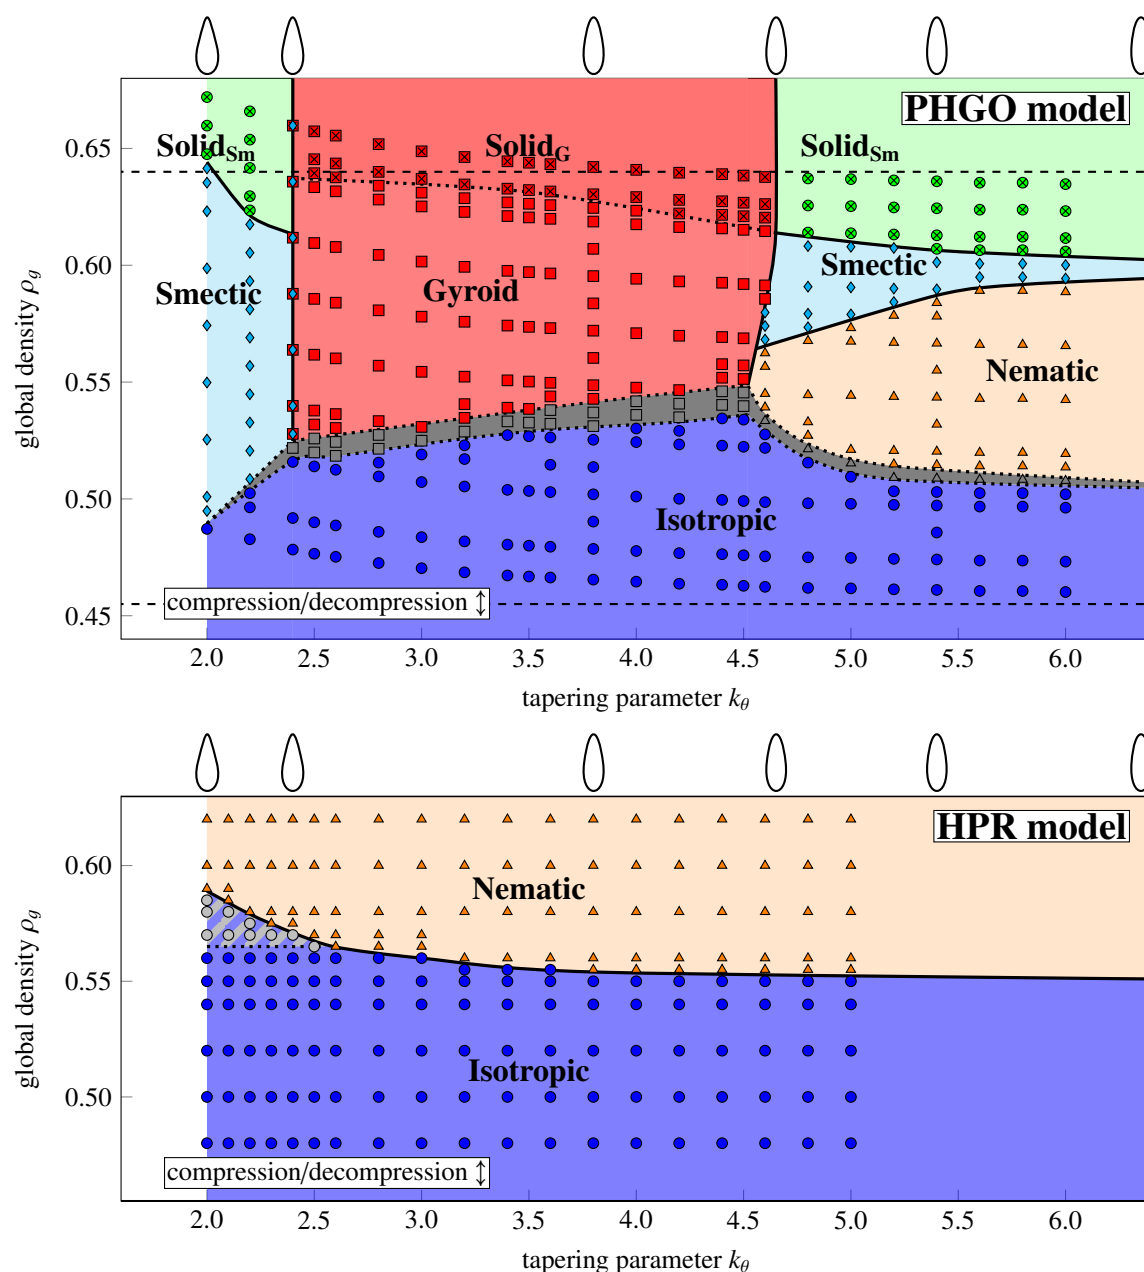 PHGO model
0.65
Solid_Sm
Solid_G
Solid_Sm
0.60
Smectic
Gyroid
Smectic
0.55
Nematic
0.50
Isotropic
0.45
compression/decompression ↕
global density ρ_g
2.0 2.5 3.0 3.5 4.0 4.5 5.0 5.5 6.0
tapering parameter k_θ
HPR model
0.60
Nematic
0.55
Isotropic
0.50
compression/decompression ↕
global density ρ_g
2.0 2.5 3.0 3.5 4.0 4.5 5.0 5.5 6.0
tapering parameter k_θ